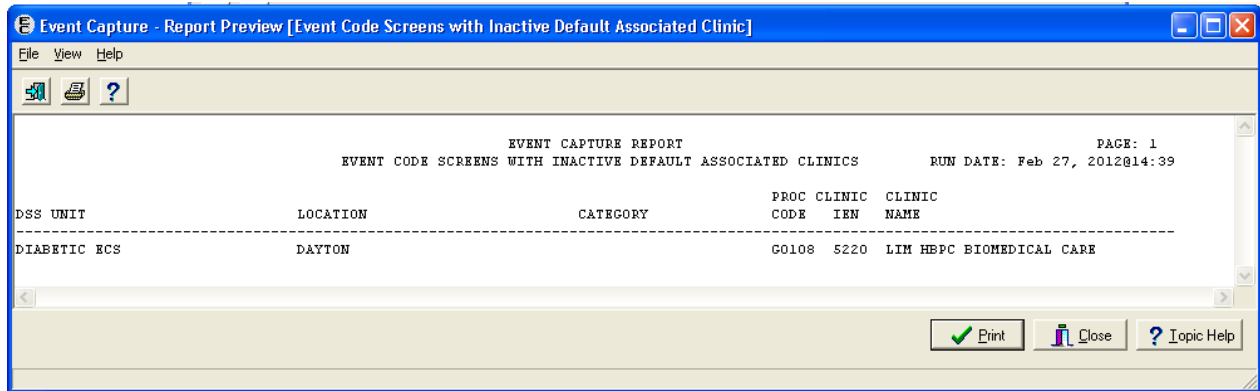 Event Capture - Report Preview [Event Code Screens with Inactive Default Associated Clinic]
File View Help
EVENT CAPTURE REPORT PAGE: 1
EVENT CODE SCREENS WITH INACTIVE DEFAULT ASSOCIATED CLINICS RUN DATE: Feb 27, 2012@14:39
PROC CLINIC CLINIC
DSS UNIT LOCATION CATEGORY CODE IEN NAME
DIABETIC ECS DAYTON G0108 5220 LIM HBPC BIOMEDICAL CARE
Print Close ? Topic Help